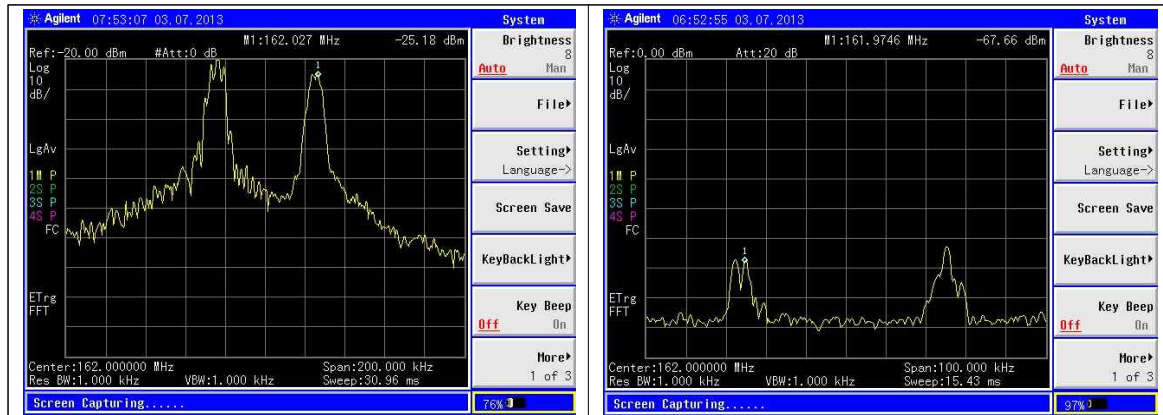 Agilent 07:53:07 03,07,2013 System
M1:162.027 MHz -25.18 dBm
Ref:-20.00 dBm #Att:0 dB
Log
10
dB/
LgAv
1M P
2S P
3S P
4S P
FC
ETrg
FFT
1
Center:162.000000 MHz Span:200.000 kHz
Res BW:1.000 kHz VBW:1.000 kHz Sweep:30.96 ms
Brightness
8
Auto Man
File
Setting
Language->
Screen Save
KeyBackLight
Key Beep
Off On
More
1 of 3
Screen Capturing...... 76%
Agilent 06:52:55 03,07,2013 System
M1:161.9746 MHz -67.66 dBm
Ref:0.00 dBm Att:20 dB
Log
10
dB/
LgAv
1M P
2S P
3S P
4S P
FC
ETrg
FFT
1
Center:162.000000 MHz Span:100.000 kHz
Res BW:1.000 kHz VBW:1.000 kHz Sweep:15.43 ms
Brightness
8
Auto Man
File
Setting
Language->
Screen Save
KeyBackLight
Key Beep
Off On
More
1 of 3
Screen Capturing...... 97%